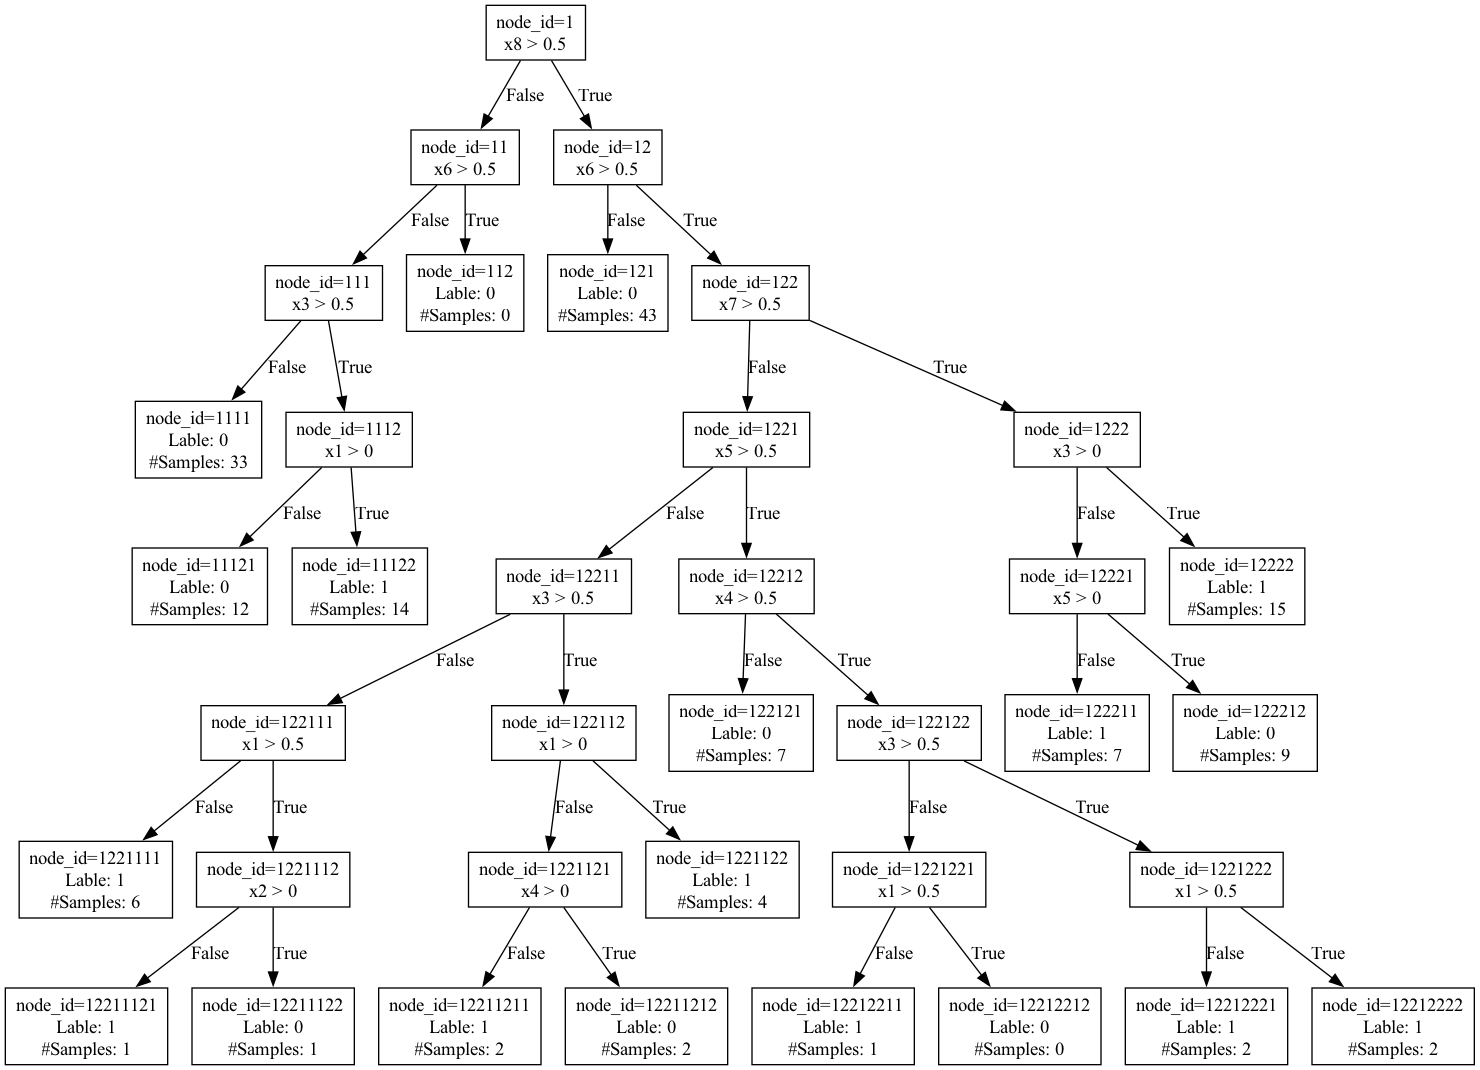 node_id=1
x8 > 0.5
False
True
node_id=11
x6 > 0.5
node_id=12
x6 > 0.5
False
True
False
True
node_id=111
x3 > 0.5
node_id=112
Lable: 0
#Samples: 0
node_id=121
Lable: 0
#Samples: 43
node_id=122
x7 > 0.5
False
True
False
True
node_id=1111
Lable: 0
#Samples: 33
node_id=1112
x1 > 0
node_id=1221
x5 > 0.5
node_id=1222
x3 > 0
False
True
False
True
False
True
node_id=11121
Lable: 0
#Samples: 12
node_id=11122
Lable: 1
#Samples: 14
node_id=12211
x3 > 0.5
node_id=12212
x4 > 0.5
node_id=12221
x5 > 0
node_id=12222
Lable: 1
#Samples: 15
False
True
False
True
False
True
node_id=122111
x1 > 0.5
node_id=122112
x1 > 0
node_id=122121
Lable: 0
#Samples: 7
node_id=122122
x3 > 0.5
node_id=122211
Lable: 1
#Samples: 7
node_id=122212
Lable: 0
#Samples: 9
False
True
False
True
False
True
node_id=1221111
Lable: 1
#Samples: 6
node_id=1221112
x2 > 0
node_id=1221121
x4 > 0
node_id=1221122
Lable: 1
#Samples: 4
node_id=1221221
x1 > 0.5
node_id=1221222
x1 > 0.5
False
True
False
True
False
True
False
True
node_id=12211121
Lable: 1
#Samples: 1
node_id=12211122
Lable: 0
#Samples: 1
node_id=12211211
Lable: 1
#Samples: 2
node_id=12211212
Lable: 0
#Samples: 2
node_id=12212211
Lable: 1
#Samples: 1
node_id=12212212
Lable: 0
#Samples: 0
node_id=12212221
Lable: 1
#Samples: 2
node_id=12212222
Lable: 1
#Samples: 2